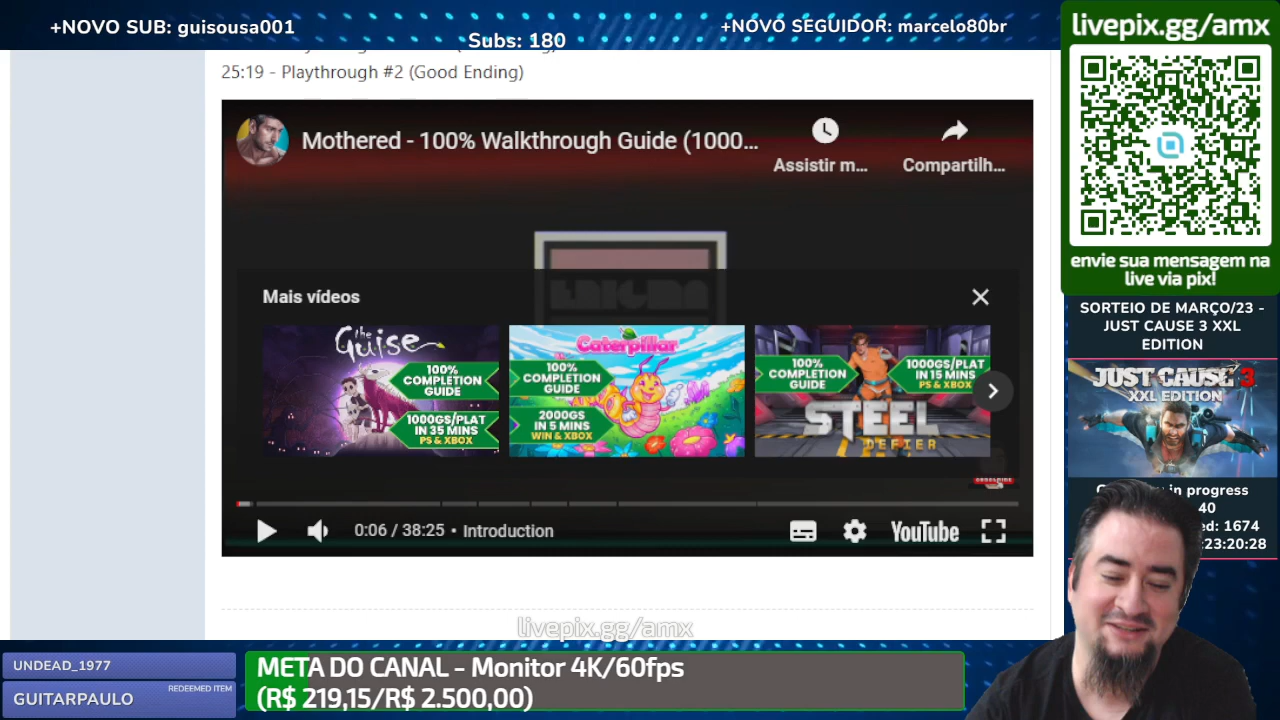 +NOVO SUB: guisousa001
Subs: 180
+NOVO SEGUIDOR: marcelo80br
livepix.gg/amx
envie sua mensagem na
live via pix!
25:19 - Playthrough #2 (Good Ending)
Mothered - 100% Walkthrough Guide (1000...
Assistir m...
Compartilh...
ENIGMA
Mais vídeos
the Guise
100%
COMPLETION
GUIDE
1000GS/PLAT
IN 35 MINS
PS & XBOX
Caterpillar
100%
COMPLETION
GUIDE
2000GS
IN 5 MINS
WIN & XBOX
100%
COMPLETION
GUIDE
1000GS/PLAT
IN 15 MINS
PS & XBOX
STEEL
DEFIER
0:06 / 38:25 • Introduction
YouTube
SORTEIO DE MARÇO/23 -
JUST CAUSE 3 XXL
EDITION
JUST CAUSE 3
XXL EDITION
in progress
40
ed: 1674
:23:20:28
livepix.gg/amx
UNDEAD_1977
GUITARPAULO
REDEEMED ITEM
META DO CANAL - Monitor 4K/60fps
(R$ 219,15/R$ 2.500,00)